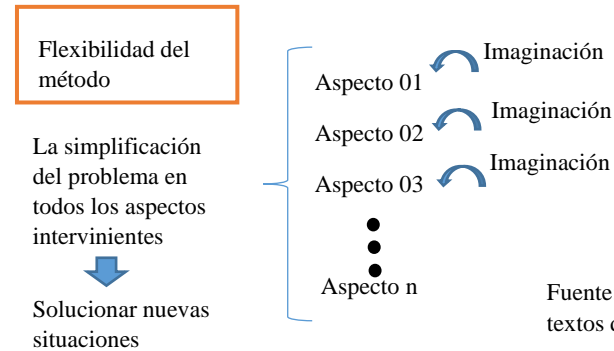 Flexibilidad del
método
La simplificación
del problema en
todos los aspectos
intervinientes
Solucionar nuevas
situaciones
Imaginación
Aspecto 01
Imaginación
Aspecto 02
Imaginación
Aspecto 03
Aspecto n
Fuente
textos